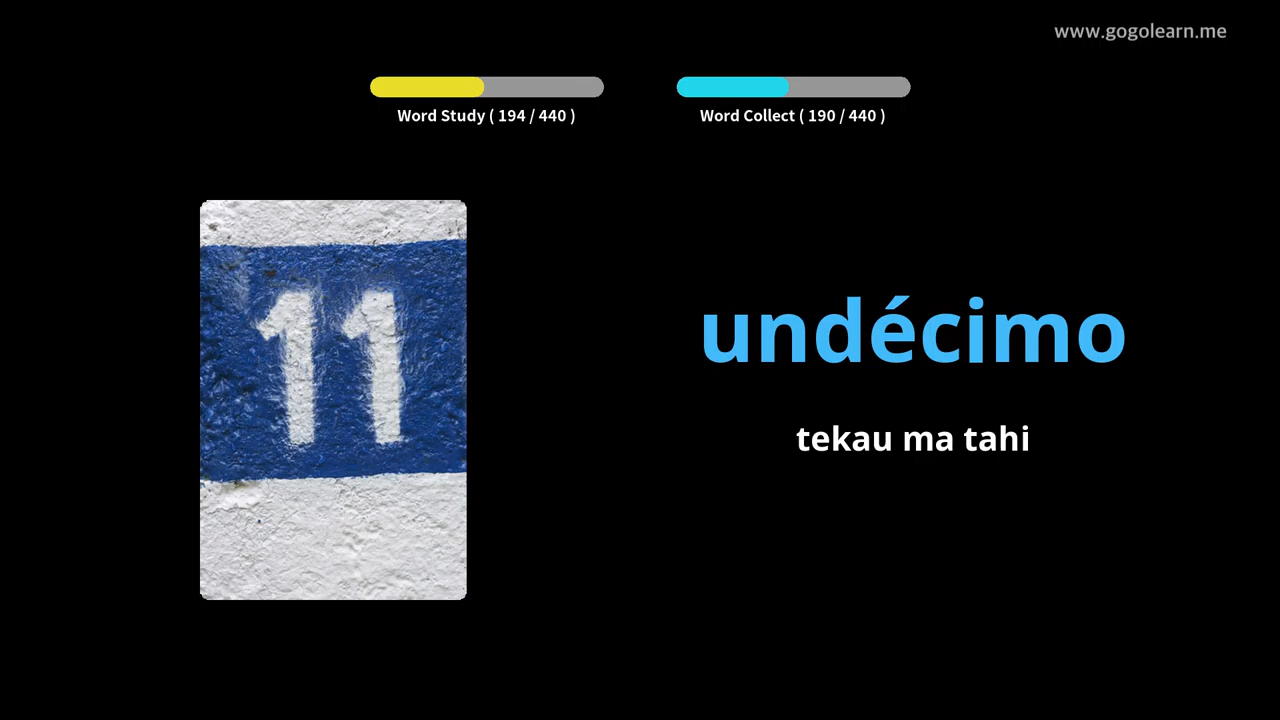 www.gogolearn.me
Word Study ( 194 / 440 )
Word Collect ( 190 / 440 )
11
undécimo
tekau ma tahi